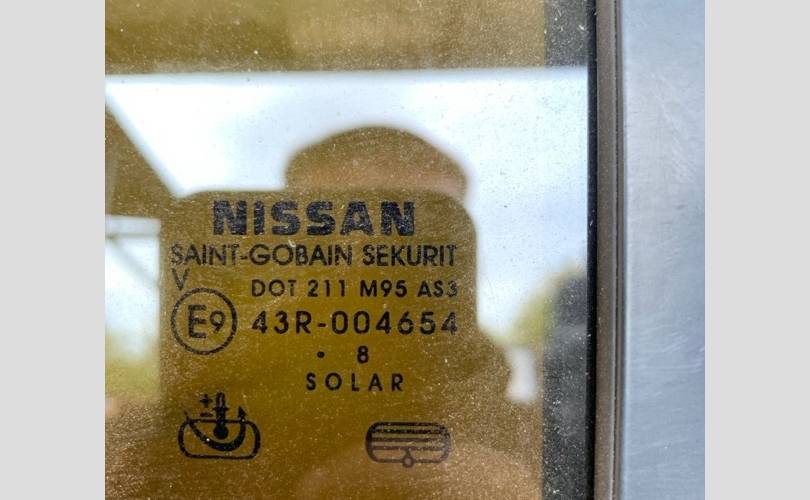 NISSAN
SAINT-GOBAIN SEKURIT
V
DOT 211 M95 AS3
E9 43R-004654
. 8
SOLAR